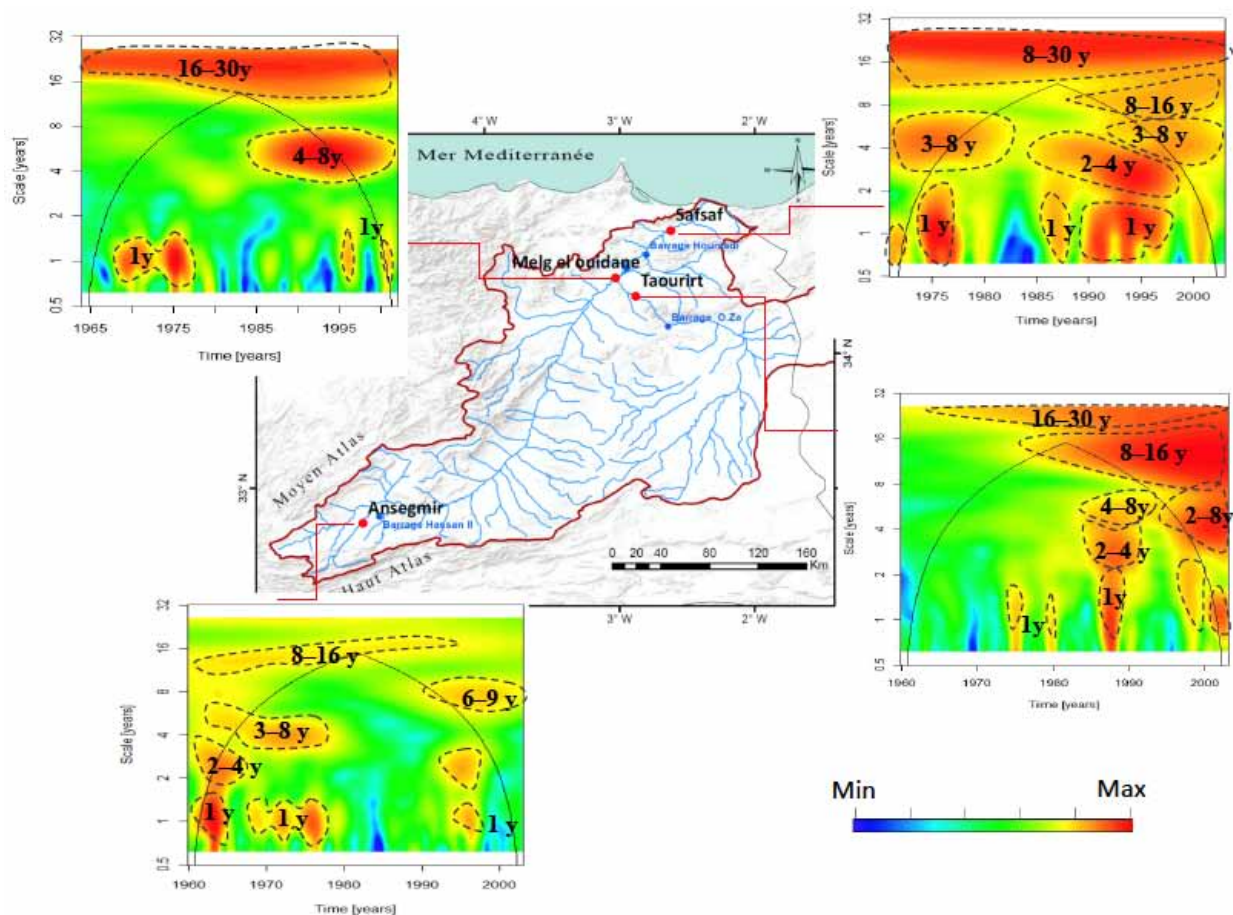 32
16
8
4
2
1
0.5
Scale [years]
16–30y
4–8y
1y
1y
1965
1975
1985
1995
Time [years]
32
16
8
4
2
1
0.5
Scale [years]
8–30 y
8–16 y
3–8 y
3–8 y
2–4 y
1 y
1 y
1 y
1975
1980
1985
1990
1995
2000
Time [years]
4° W
3° W
2° W
Mer Mediterranée
N
Safsaf
Melg el ouidane
Taourirt
Barrage O Za
34° N
33° N
Moyen Atlas
Haut Atlas
Ansegmir
Barrage Hassan II
0 10 20 40 80 120 160
Km
3°W
2°W
32
16
8
4
2
1
0.5
Scale [years]
16–30 y
8–16 y
4–8y
2–8y
2–4 y
1y
1y
1960
1970
1980
1990
2000
Time [years]
32
16
8
4
2
1
0.5
Scale [years]
8–16 y
6–9 y
3–8 y
2–4 y
1 y
1 y
1 y
1960
1970
1980
1990
2000
Time [years]
Min
Max